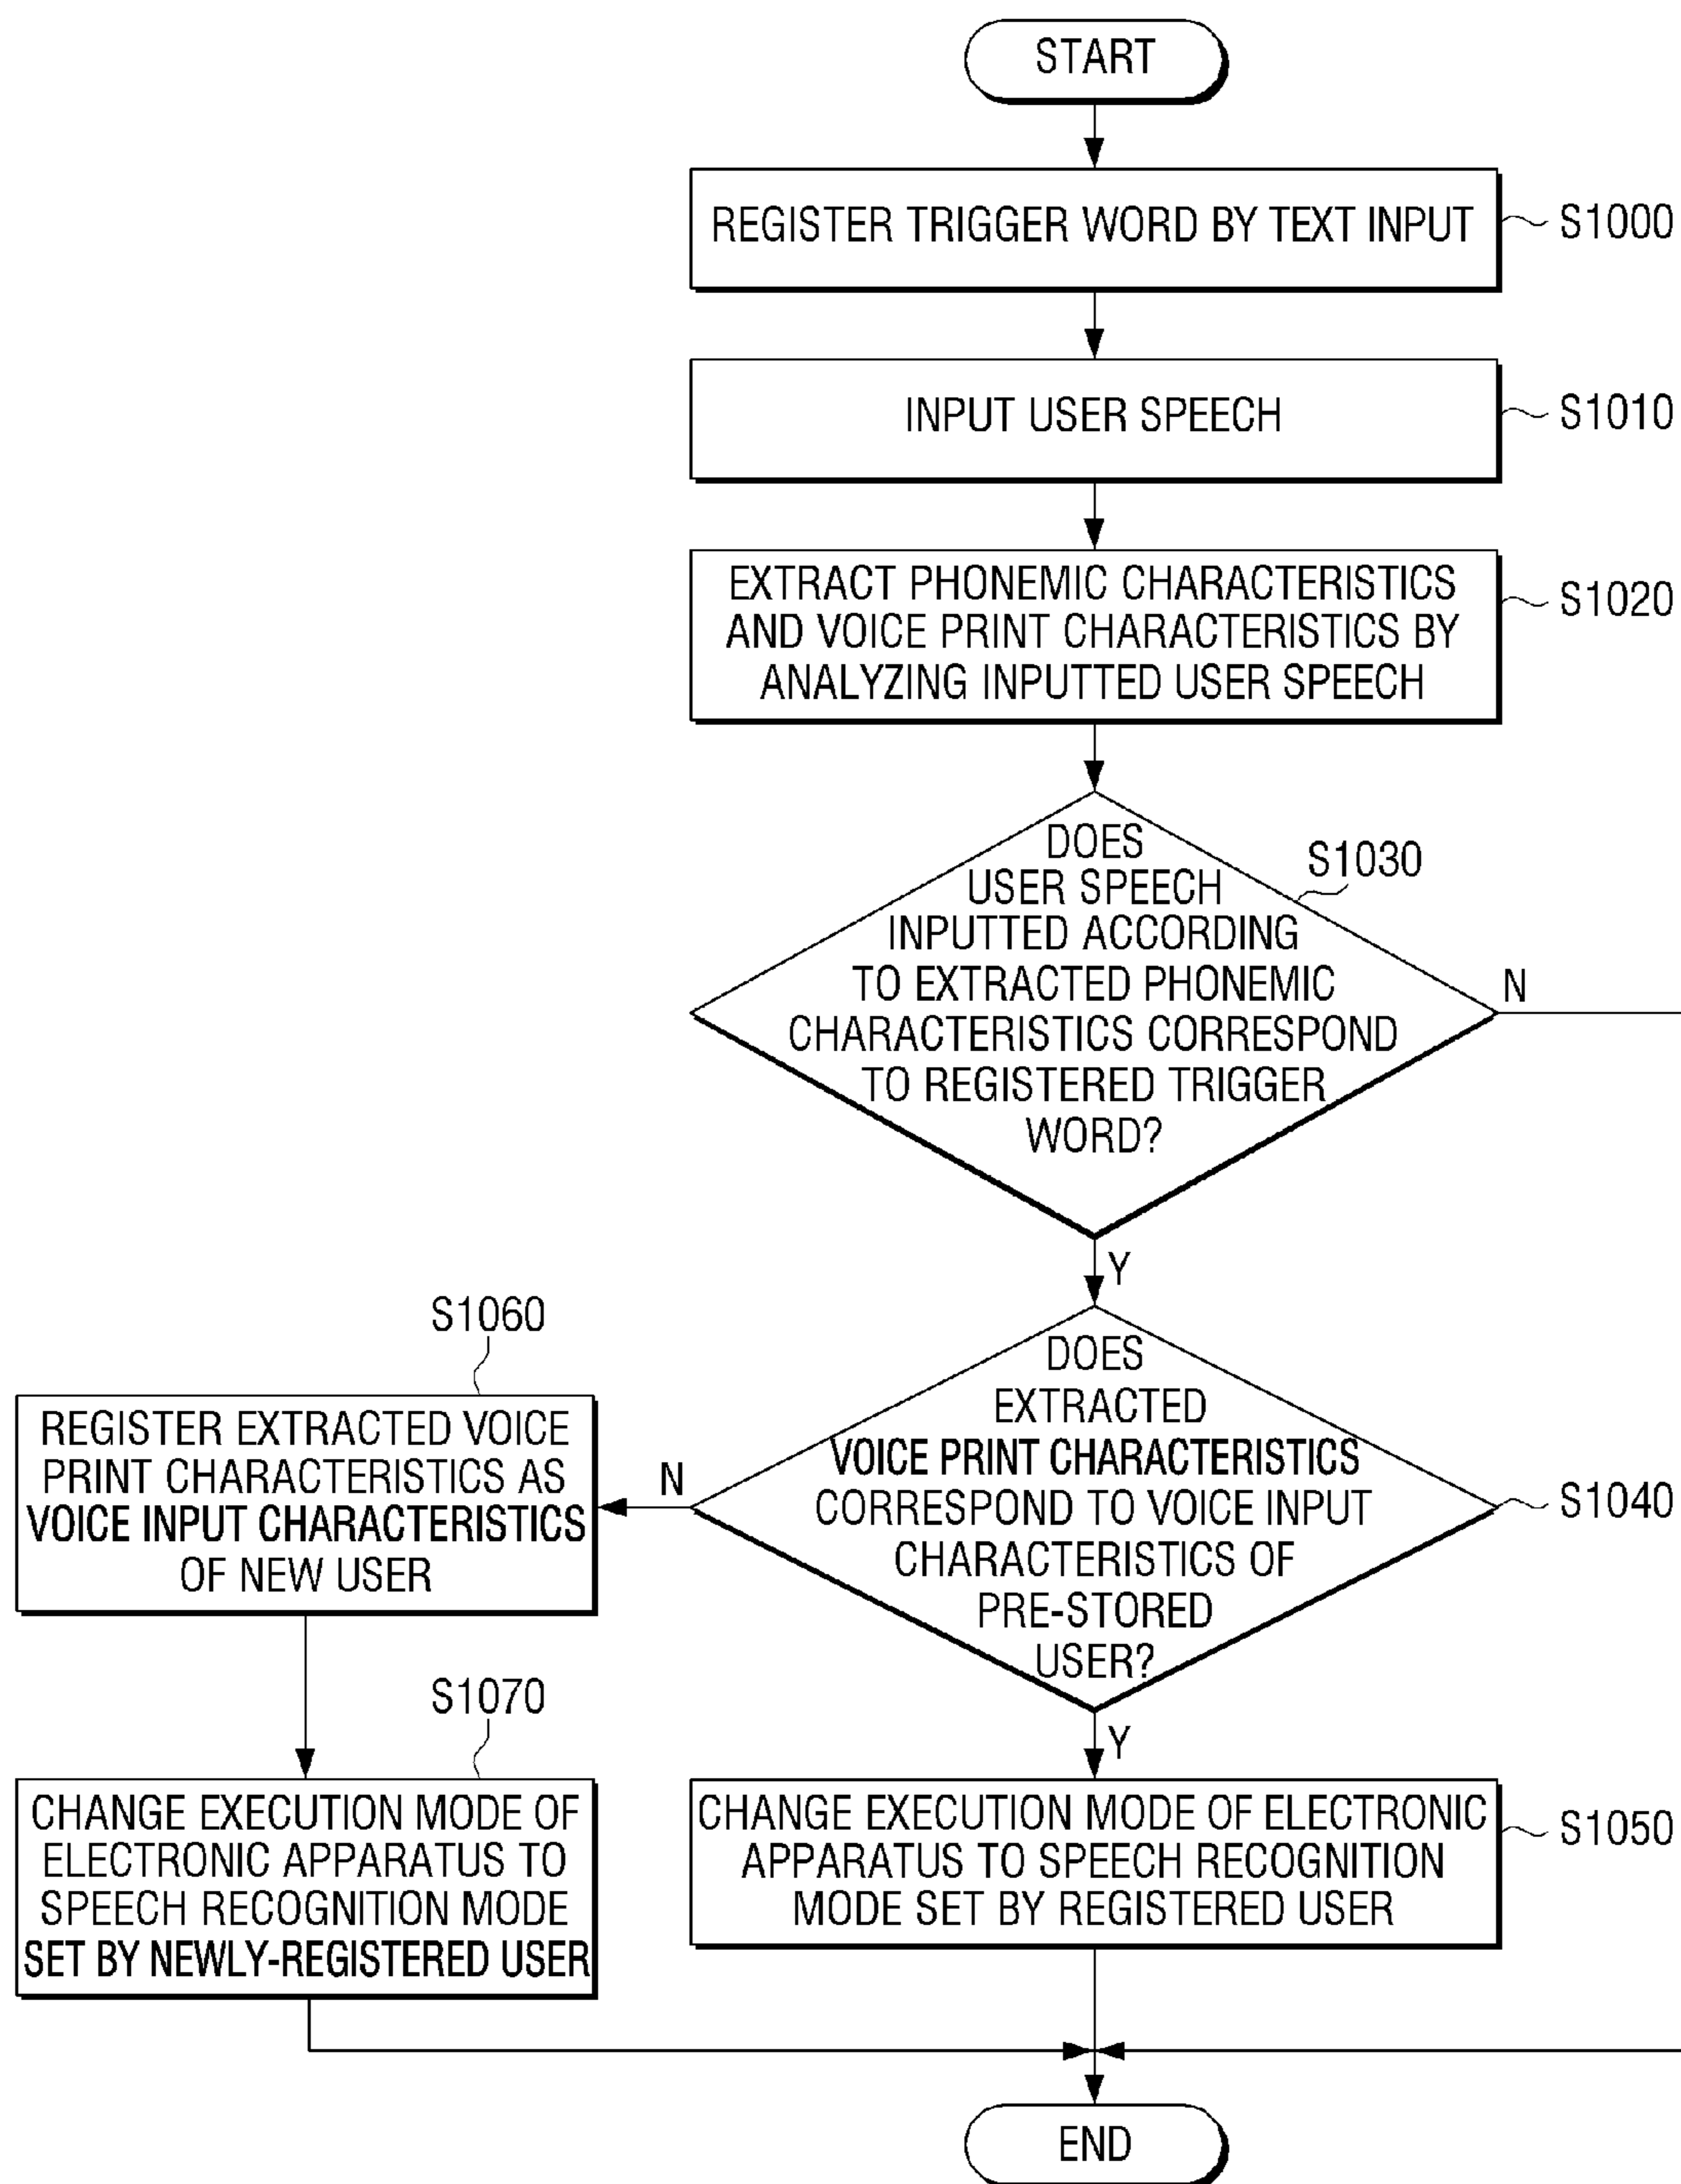 START
REGISTER TRIGGER WORD BY TEXT INPUT
S1000
INPUT USER SPEECH
S1010
EXTRACT PHONEMIC CHARACTERISTICS
AND VOICE PRINT CHARACTERISTICS BY
ANALYZING INPUTTED USER SPEECH
S1020
DOES
USER SPEECH
INPUTTED ACCORDING
TO EXTRACTED PHONEMIC
CHARACTERISTICS CORRESPOND
TO REGISTERED TRIGGER
WORD?
S1030
N
Y
DOES
EXTRACTED
VOICE PRINT CHARACTERISTICS
CORRESPOND TO VOICE INPUT
CHARACTERISTICS OF
PRE-STORED
USER?
S1040
N
Y
S1060
REGISTER EXTRACTED VOICE
PRINT CHARACTERISTICS AS
VOICE INPUT CHARACTERISTICS
OF NEW USER
S1070
CHANGE EXECUTION MODE OF
ELECTRONIC APPARATUS TO
SPEECH RECOGNITION MODE
SET BY NEWLY-REGISTERED USER
CHANGE EXECUTION MODE OF ELECTRONIC
APPARATUS TO SPEECH RECOGNITION
MODE SET BY REGISTERED USER
S1050
END